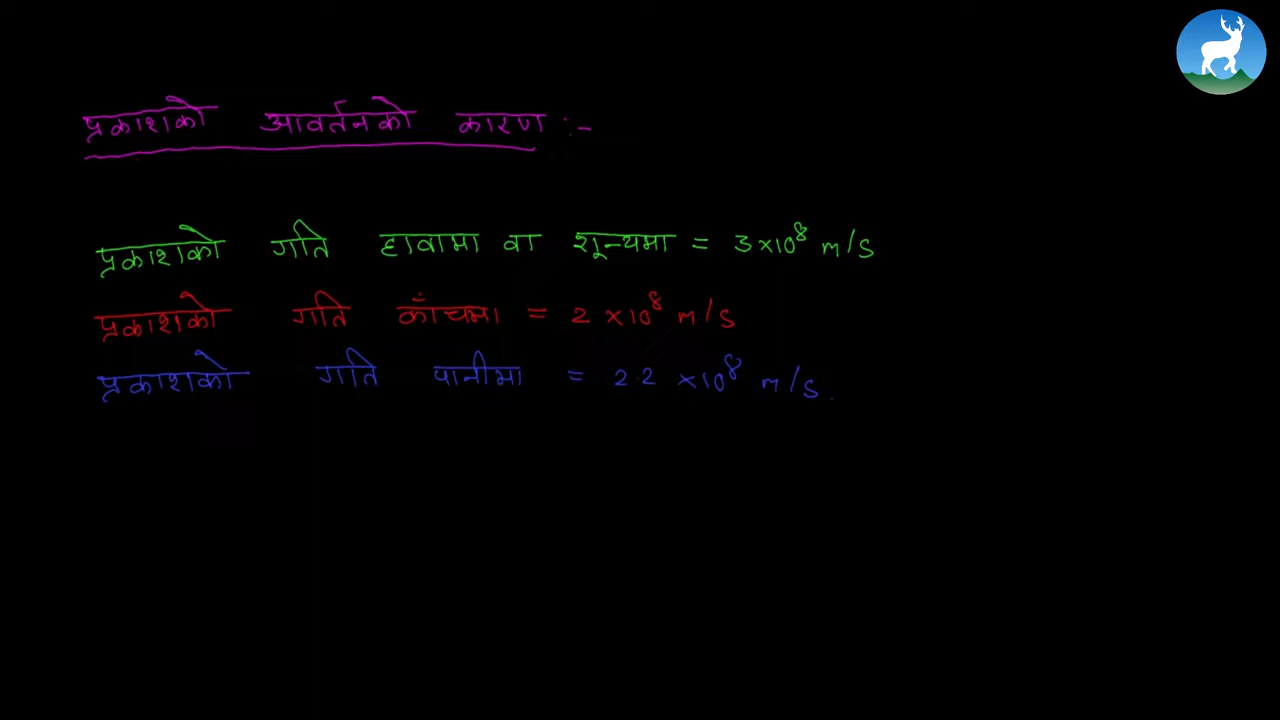 प्रकाशको आवर्तनको कारण :-
प्रकाशको गति हावामा वा शून्यमा = 3×10⁸ m/s
प्रकाशको गति काँचमा = 2 ×10⁸ m/s
प्रकाशको गति पानीमा = 2.2 ×10⁸ m/s.